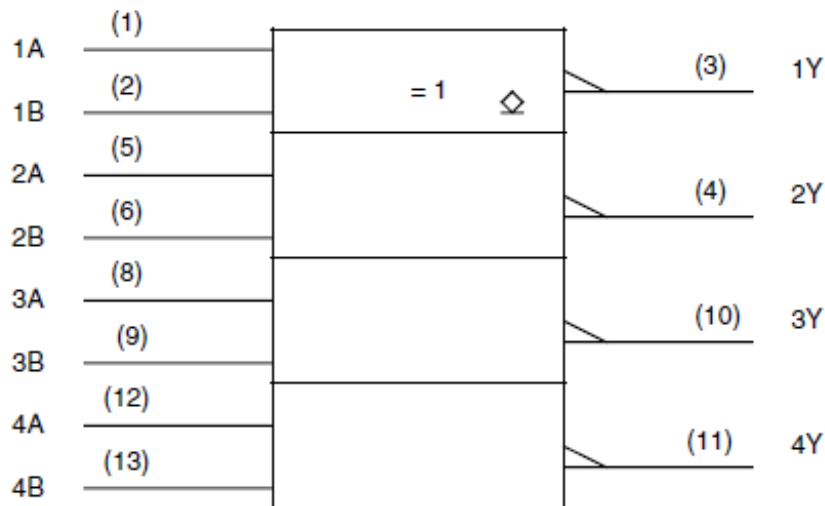 1A (1)
1B (2)
2A (5)
2B (6)
3A (8)
3B (9)
4A (12)
4B (13)
= 1
(3) 1Y
(4) 2Y
(10) 3Y
(11) 4Y